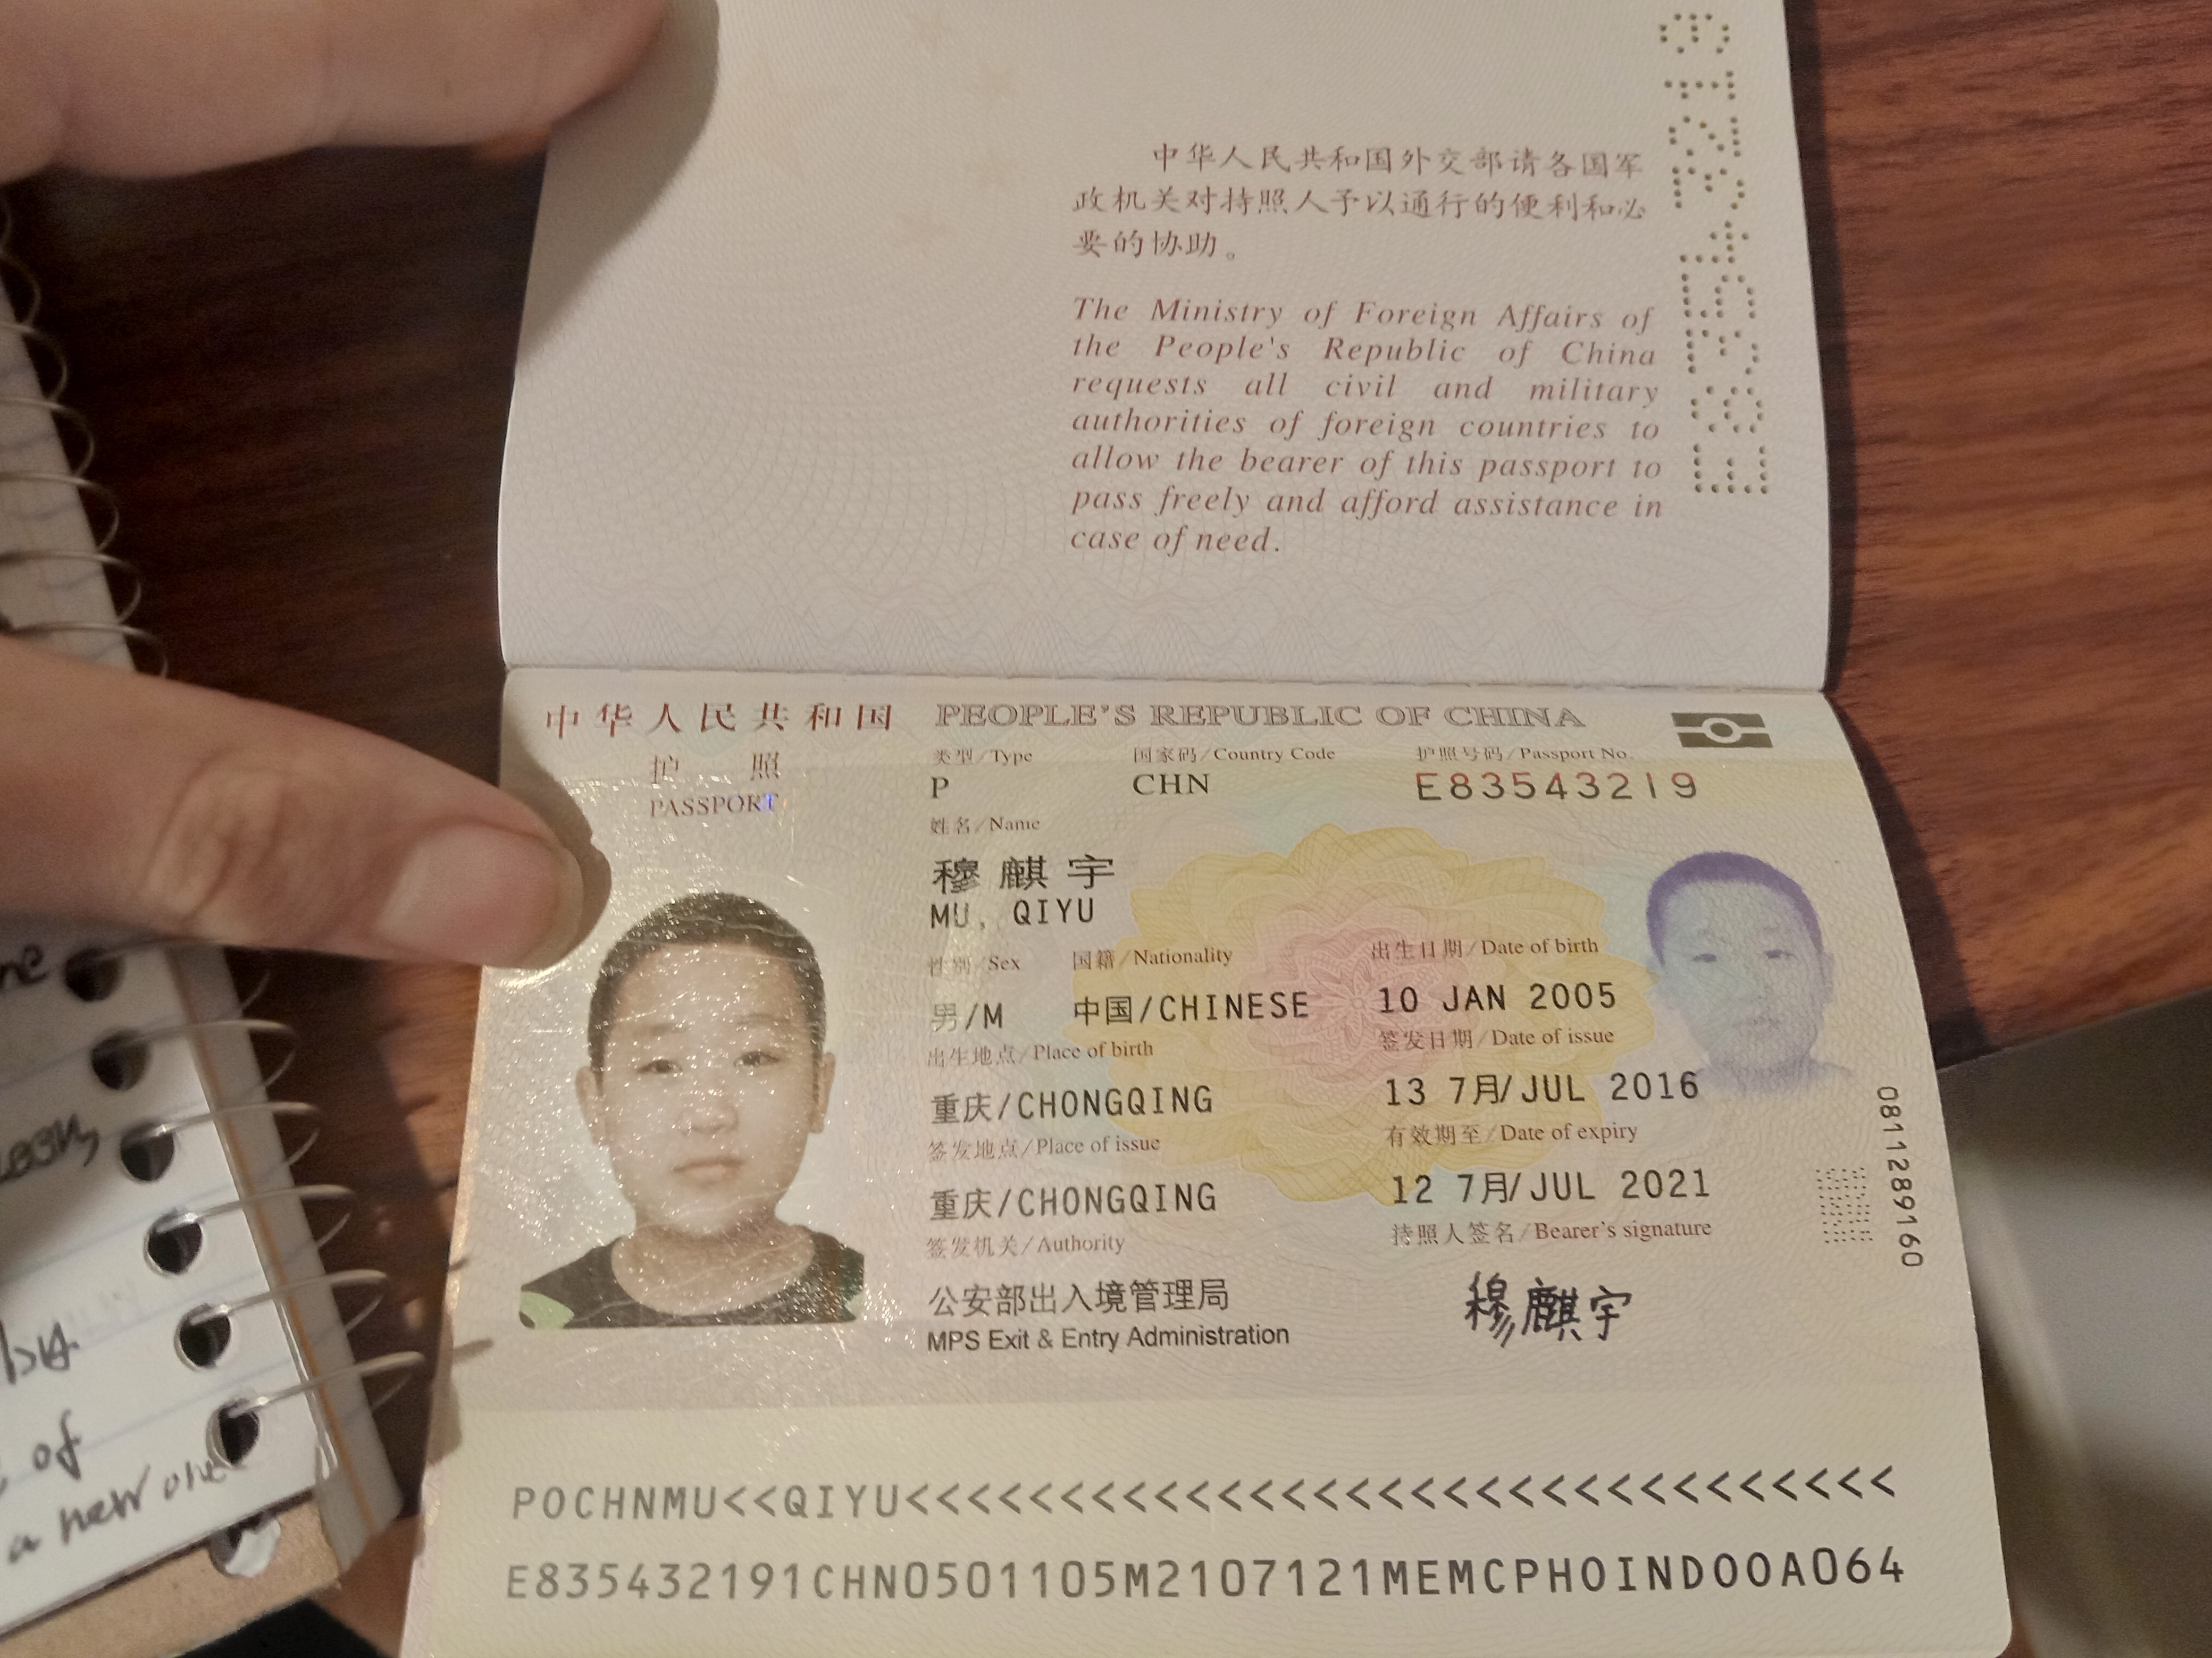 中华人民共和国外交部请各国军
政机关对持照人予以通行的便利和必
要的协助。
The Ministry of Foreign Affairs of
the People's Republic of China
requests all civil and military
authorities of foreign countries to
allow the bearer of this passport to
pass freely and afford assistance in
case of need.
E83543219
中华人民共和国 PEOPLE'S REPUBLIC OF CHINA
护照
PASSPORT
类型/Type 国家码/Country Code 护照号码/Passport No.
P CHN E83543219
姓名/Name
穆麒宇
MU, QIYU
性别/Sex 国籍/Nationality 出生日期/Date of birth
男/M 中国/CHINESE 10 JAN 2005
出生地点/Place of birth 签发日期/Date of issue
重庆/CHONGQING 13 7月/JUL 2016
签发地点/Place of issue 有效期至/Date of expiry
重庆/CHONGQING 12 7月/JUL 2021
签发机关/Authority 持照人签名/Bearer's signature
公安部出入境管理局
MPS Exit & Entry Administration
穆麒宇
0811289160
POCHNMU<<QIYU<<<<<<<<<<<<<<<<<<<<<<<<<<<<<<<
E835432191CHN0501105M2107121MEMCPHOINDOOA064
of
a new one